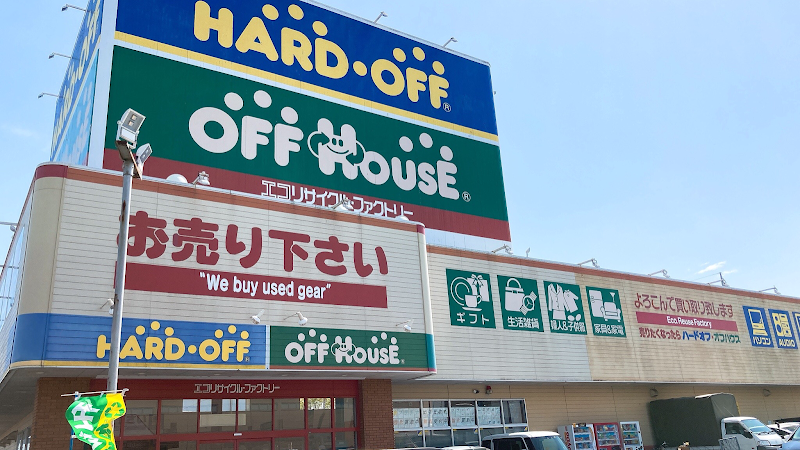 HARD・OFF®
OFF HOUSE®
エコリサイクル・ファクトリー
お売り下さい
"We buy used gear"
HARD・OFF®
OFF HOUSE®
エコリサイクル・ファクトリー
ギフト
生活雑貨
婦人&子供服
家具&家電
よろこんで買い取り致します
Eco Reuse Factory
売りたくなったら ハードオフ・オフハウス
パソコン
AUDIO